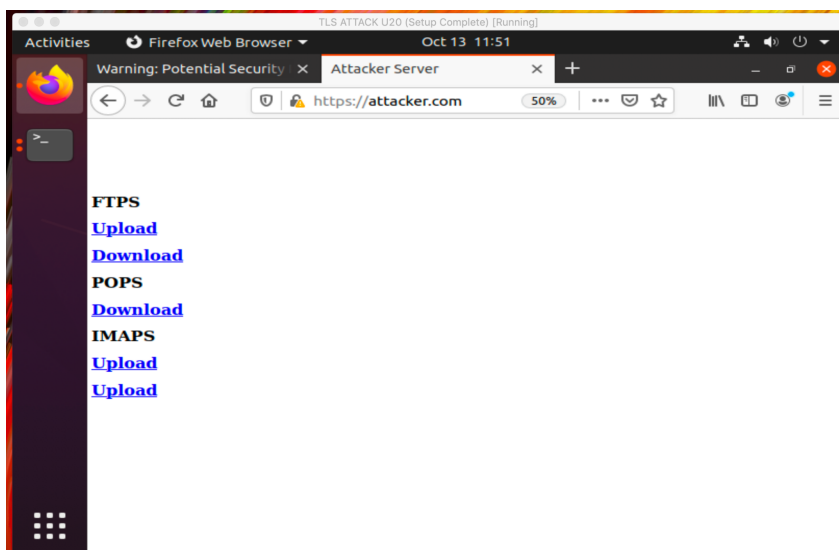 TLS ATTACK U20 (Setup Complete) [Running]
Activities Firefox Web Browser Oct 13 11:51
Warning: Potential Security Attacker Server
https://attacker.com 50%
>_
FTPS
Upload
Download
POPS
Download
IMAPS
Upload
Upload